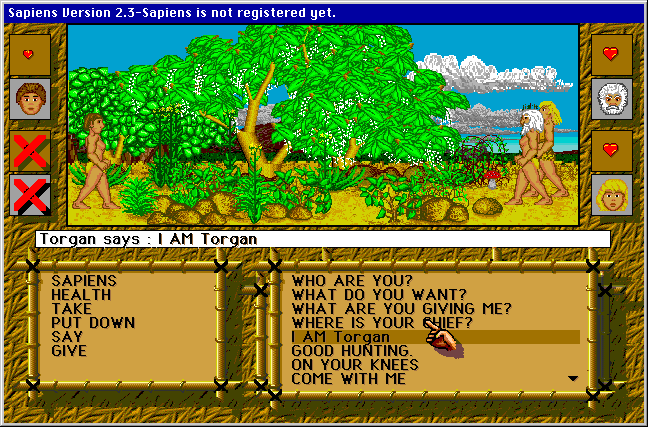 Sapiens Version 2.3-Sapiens is not registered yet.
Torgan says : I AM Torgan
SAPIENS
HEALTH
TAKE
PUT DOWN
SAY
GIVE
WHO ARE YOU?
WHAT DO YOU WANT?
WHAT ARE YOU GIVING ME?
WHERE IS YOUR CHIEF?
I AM Torgan
GOOD HUNTING.
ON YOUR KNEES
COME WITH ME